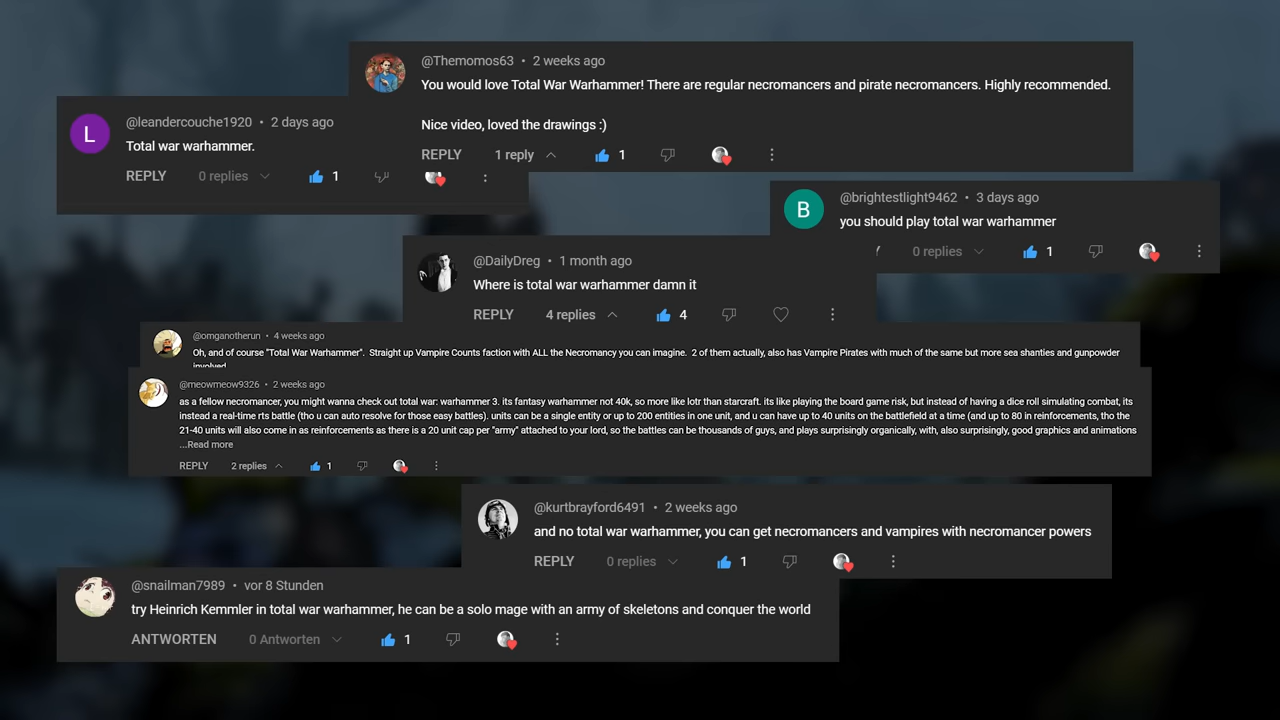 @Themomos63 • 2 weeks ago
You would love Total War Warhammer! There are regular necromancers and pirate necromancers. Highly recommended.
Nice video, loved the drawings :)
REPLY 1 reply 1
L
@leandercouche1920 • 2 days ago
Total war warhammer.
REPLY 0 replies 1
B
@brightestlight9462 • 3 days ago
you should play total war warhammer
0 replies 1
@DailyDreg • 1 month ago
Where is total war warhammer damn it
REPLY 4 replies 4
@omganotherun • 4 weeks ago
Oh, and of course "Total War Warhammer". Straight up Vampire Counts faction with ALL the Necromancy you can imagine. 2 of them actually, also has Vampire Pirates with much of the same but more sea shanties and gunpowder
involved
@meowmeow9326 • 2 weeks ago
as a fellow necromancer, you might wanna check out total war: warhammer 3. its fantasy warhammer not 40k, so more like lotr than starcraft. its like playing the board game risk, but instead of having a dice roll simulating combat, its
instead a real-time rts battle (tho u can auto resolve for those easy battles). units can be a single entity or up to 200 entities in one unit, and u can have up to 40 units on the battlefield at a time (and up to 80 in reinforcements, tho the
21-40 units will also come in as reinforcements as there is a 20 unit cap per "army" attached to your lord, so the battles can be thousands of guys, and plays surprisingly organically, with, also surprisingly, good graphics and animations
...Read more
REPLY 2 replies 1
@kurtbrayford6491 • 2 weeks ago
and no total war warhammer, you can get necromancers and vampires with necromancer powers
REPLY 0 replies 1
@snailman7989 • vor 8 Stunden
try Heinrich Kemmler in total war warhammer, he can be a solo mage with an army of skeletons and conquer the world
ANTWORTEN 0 Antworten 1